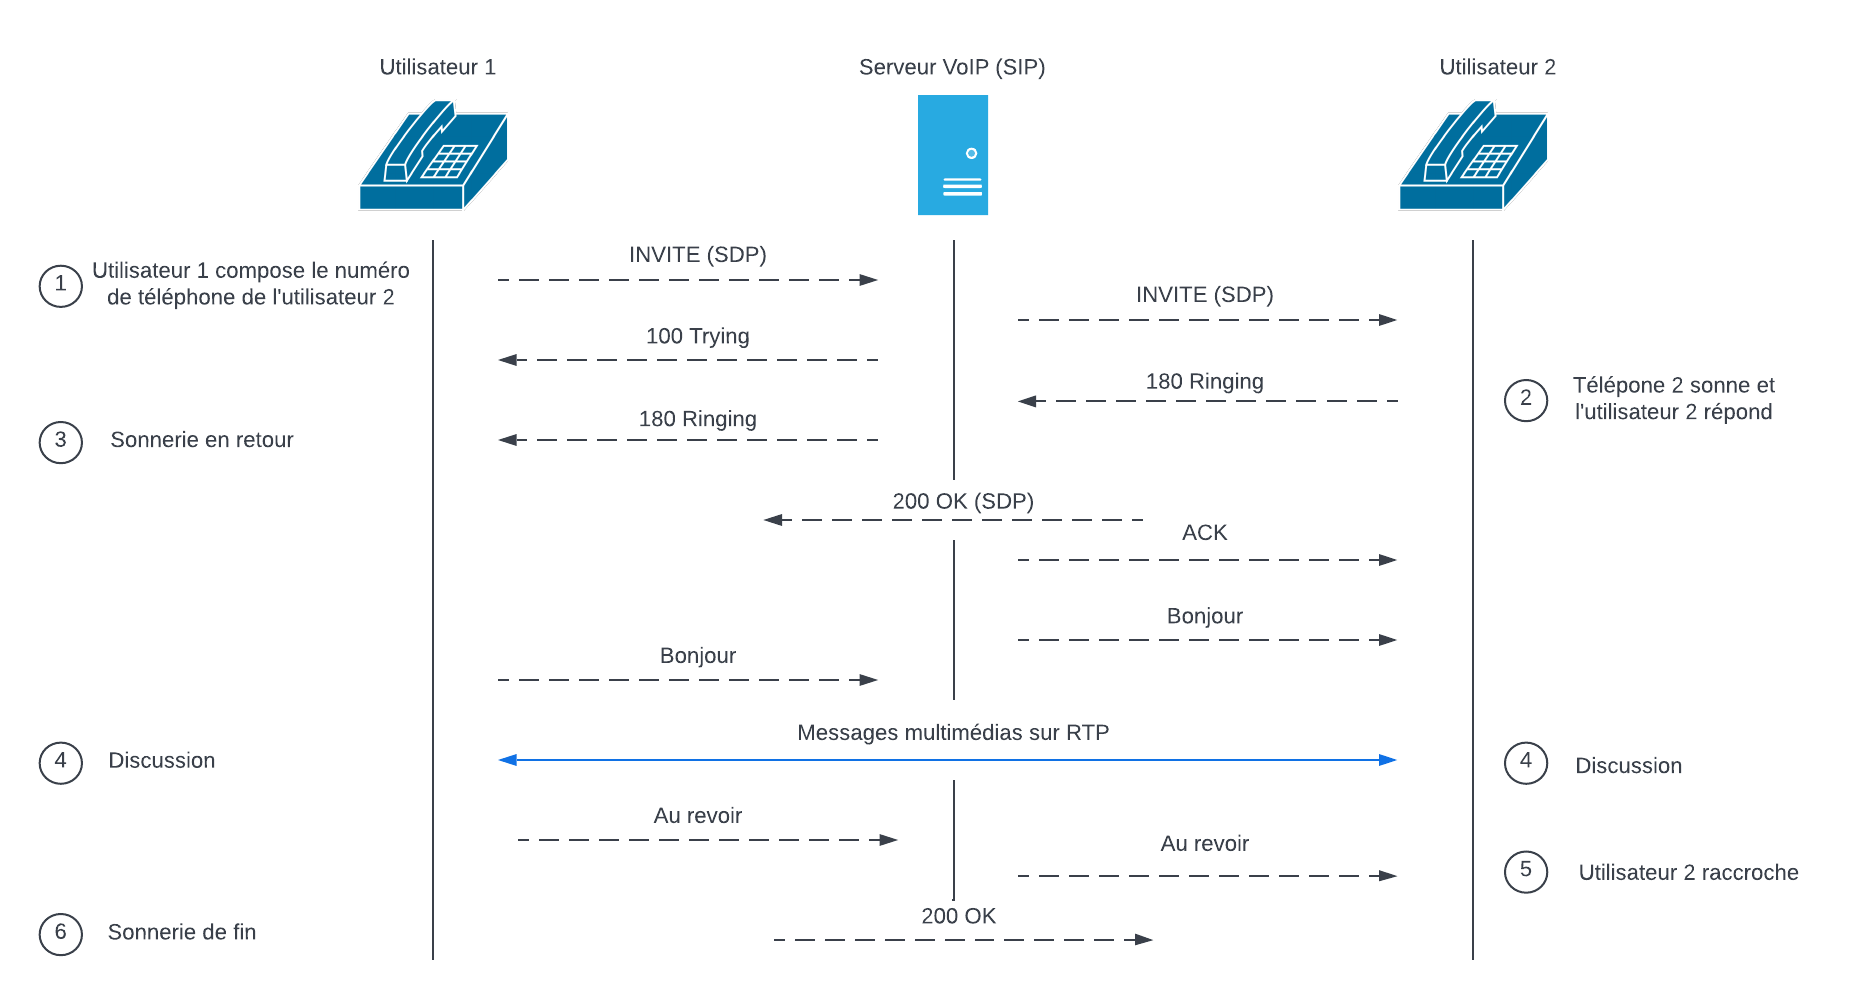 Utilisateur 1
Serveur VoIP (SIP)
Utilisateur 2
INVITE (SDP)
1
Utilisateur 1 compose le numéro
de téléphone de l'utilisateur 2
INVITE (SDP)
100 Trying
180 Ringing
2
Télépone 2 sonne et
l'utilisateur 2 répond
180 Ringing
3
Sonnerie en retour
200 OK (SDP)
ACK
Bonjour
Bonjour
Messages multimédias sur RTP
4
Discussion
4
Discussion
Au revoir
Au revoir
5
Utilisateur 2 raccroche
200 OK
6
Sonnerie de fin